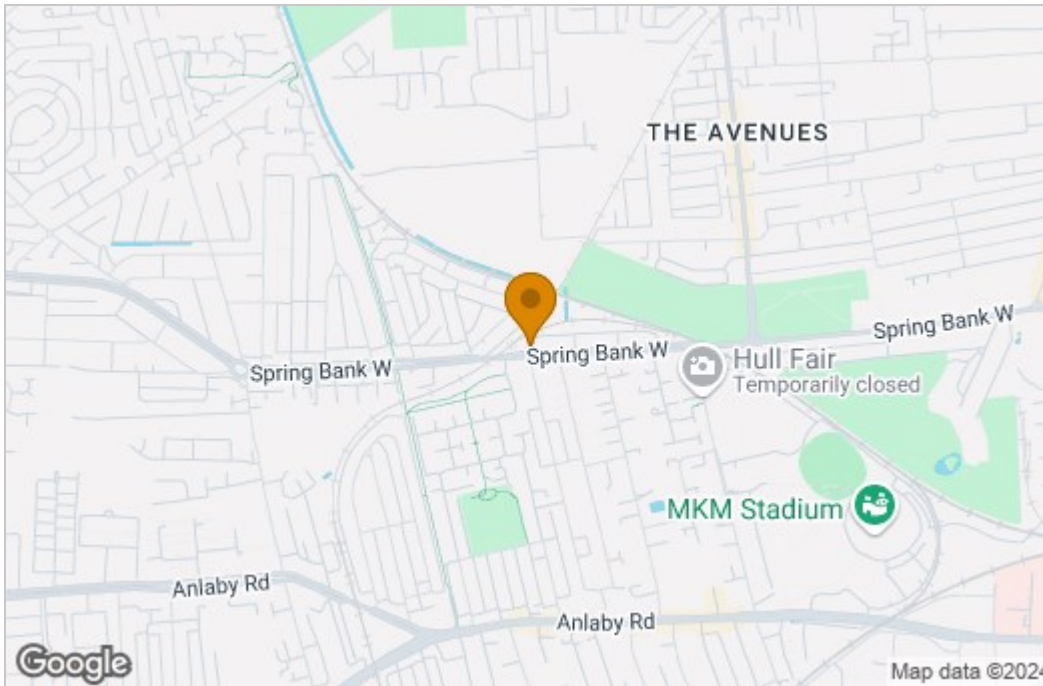 THE AVENUES
Spring Bank W
Spring Bank W
Hull Fair
Temporarily closed
Spring Bank W
MKM Stadium
Anlaby Rd
Anlaby Rd
Google
Map data ©2024